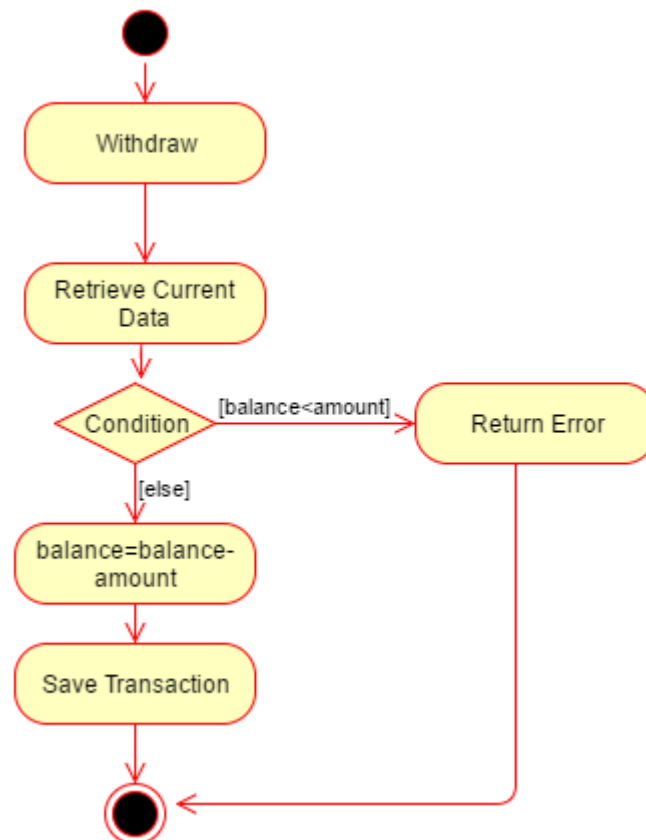 Withdraw
Retrieve Current
Data
Condition
[balance<amount]
Return Error
[else]
balance=balance-
amount
Save Transaction